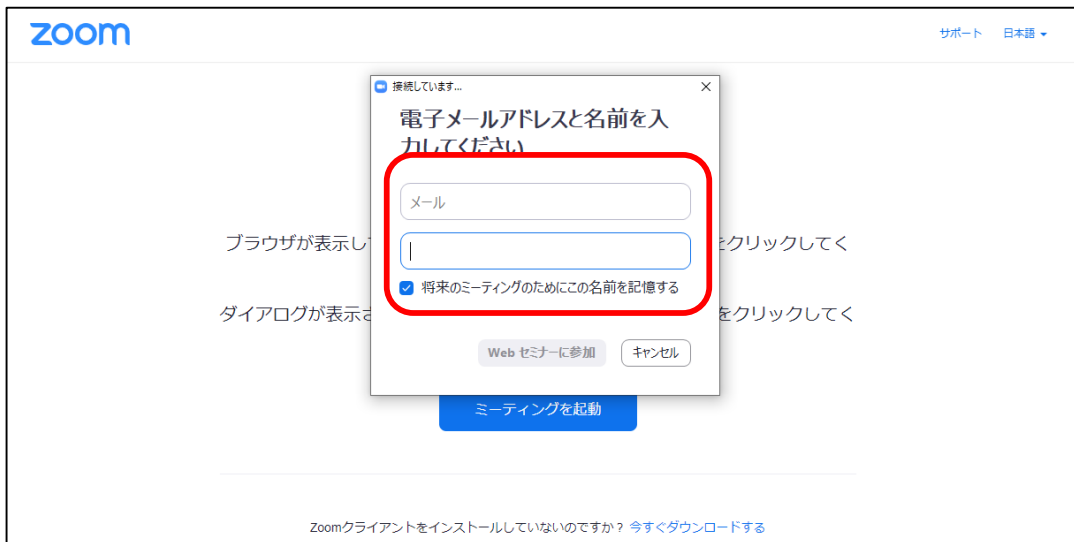 zoom
サポート 日本語
接続しています...
電子メールアドレスと名前を入
力してください
メール
ブラウザが表示し
をクリックしてく
将来のミーティングのためにこの名前を記憶する
ダイアログが表示さ
をクリックしてく
Web セミナーに参加 キャンセル
ミーティングを起動
Zoomクライアントをインストールしていないのですか？ 今すぐダウンロードする